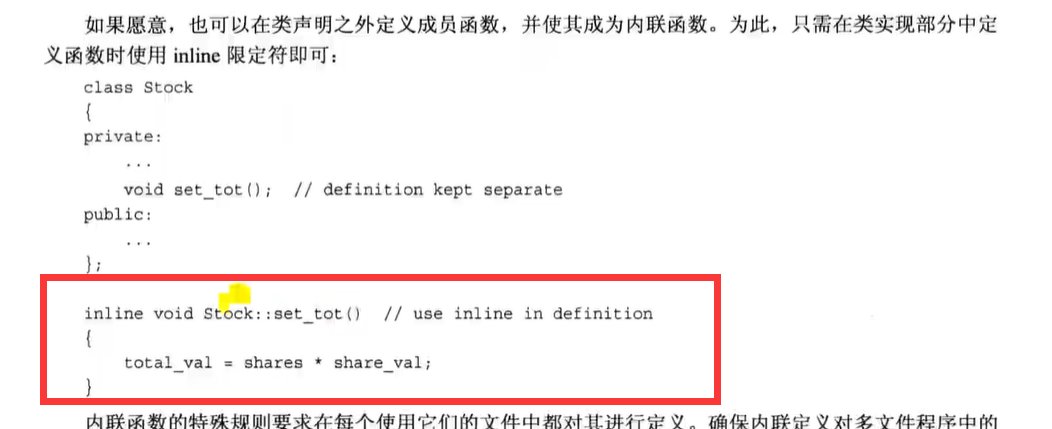 如果愿意，也可以在类声明之外定义成员函数，并使其成为内联函数。为此，只需在类实现部分中定
义函数时使用 inline 限定符即可：
class Stock
{
private:
    ...
    void set_tot();  // definition kept separate
public:
    ...
};
inline void Stock::set_tot()  // use inline in definition
{
    total_val = shares * share_val;
}
内联函数的特殊规则要求在每个使用它们的文件中都对其进行定义。确保内联定义对多文件程序中的